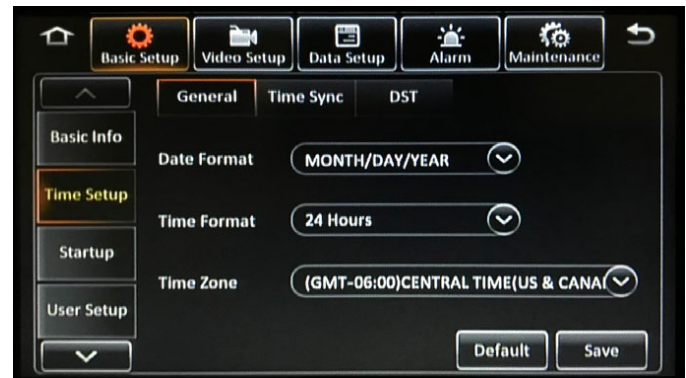 Basic Setup
Video Setup
Data Setup
Alarm
Maintenance
General
Time Sync
DST
Basic Info
Time Setup
Startup
User Setup
Date Format
MONTH/DAY/YEAR
Time Format
24 Hours
Time Zone
(GMT-06:00)CENTRAL TIME(US & CANA
Default
Save